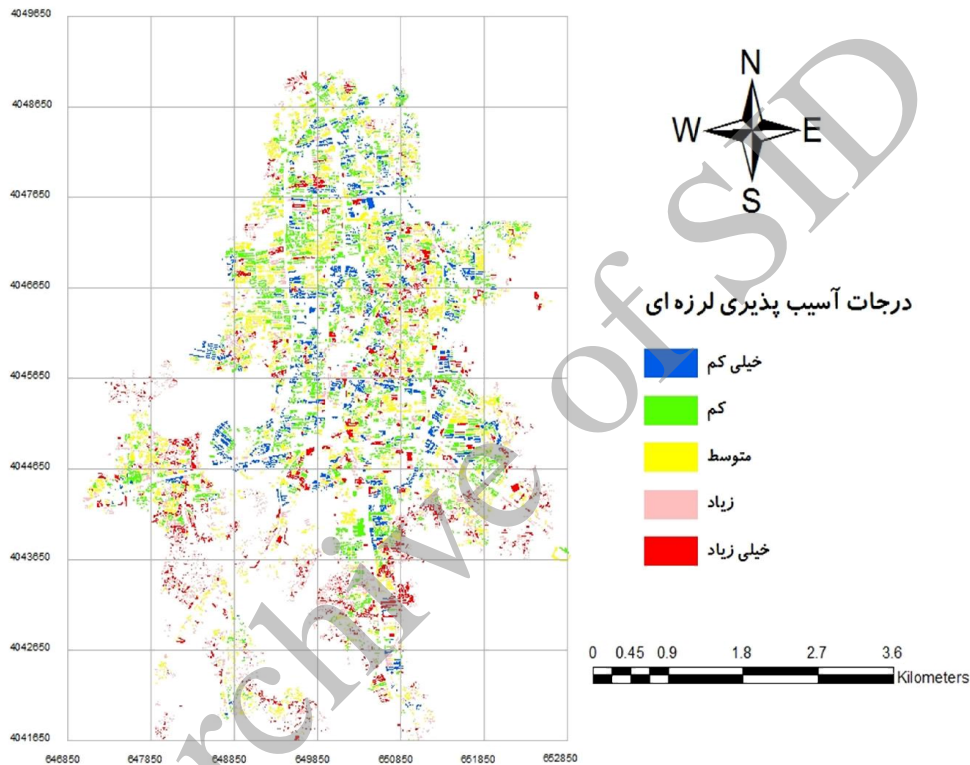 4049650
4048650
4047650
4046650
4045650
4044650
4043650
4042650
4041650
646850 647850 648850 649850 650850 651850 652850
N
W E
S
درجات آسیب پذیری لرزه ای
خیلی کم
کم
متوسط
زیاد
خیلی زیاد
0 0.45 0.9 1.8 2.7 3.6
Kilometers
Archive of SID